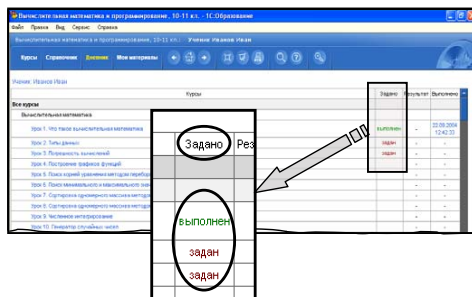 Вычислительная математика и программирование, 10-11 кл. - 1С:Образование
Файл Правка Вид Сервис Справка
Вычислительная математика и программирование, 10-11 кл. : Ученик Иванов Иван
Курсы Справочник Дневник Мои материалы
Ученик: Иванов Иван
Курсы Задано Результат Выполнено
Все курсы
Вычислительная математика
Урок 1. Что такое вычислительная математика выполнен - 22.09.2004 12:42:33
Урок 2. Типы данных задан - -
Урок 3. Погрешность вычислений задан - -
Урок 4. Построение графиков функций - -
Урок 5. Поиск корней уравнения методом перебора
Урок 6. Поиск минимального и максимального
Урок 7. Сортировка одномерного массива методом
Урок 8. Сортировка одномерного массива методом
Урок 9. Численное интегрирование
Урок 10. Генератор случайных чисел
Задано Рез
выполнен
задан
задан